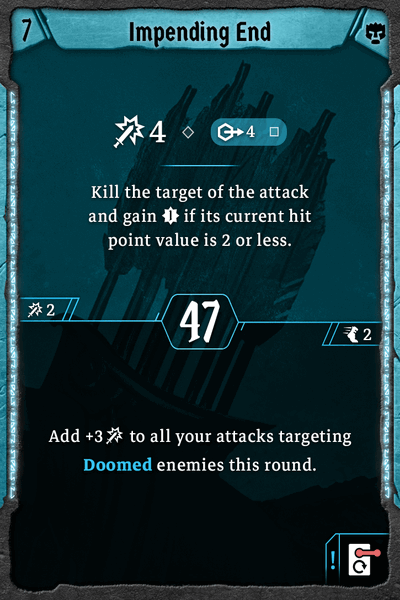 7 Impending End
4 4
Kill the target of the attack
and gain if its current hit
point value is 2 or less.
2 47 2
Add +3 to all your attacks targeting
Doomed enemies this round.
!